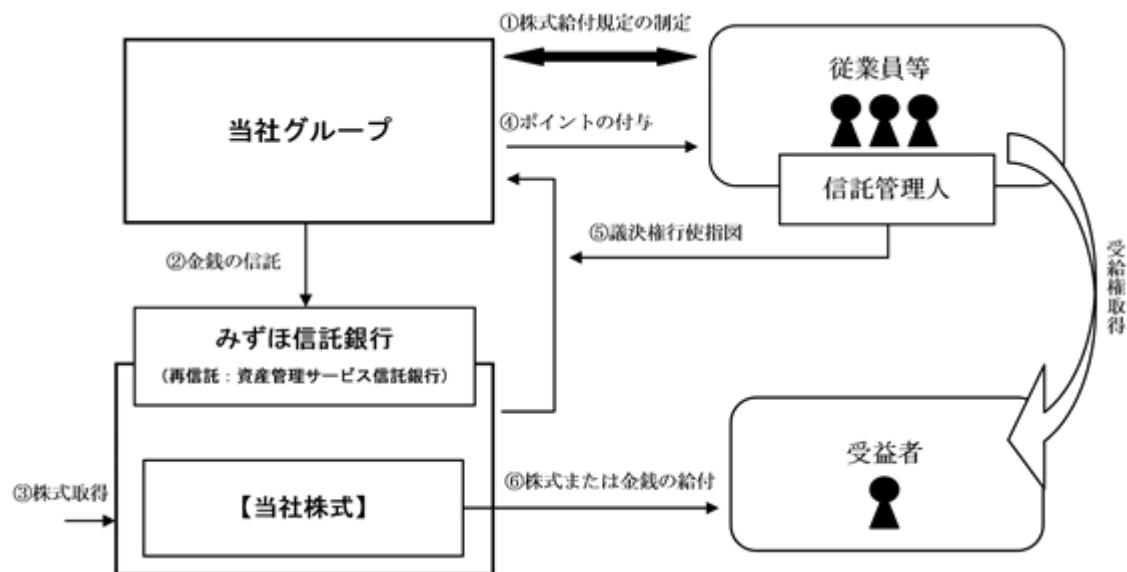 ①株式給付規定の制定
従業員等
当社グループ
④ポイントの付与
信託管理人
⑤議決権行使指図
②金銭の信託
受給権取得
みずほ信託銀行
(再信託：資産管理サービス信託銀行)
受益者
⑥株式または金銭の給付
③株式取得
【当社株式】